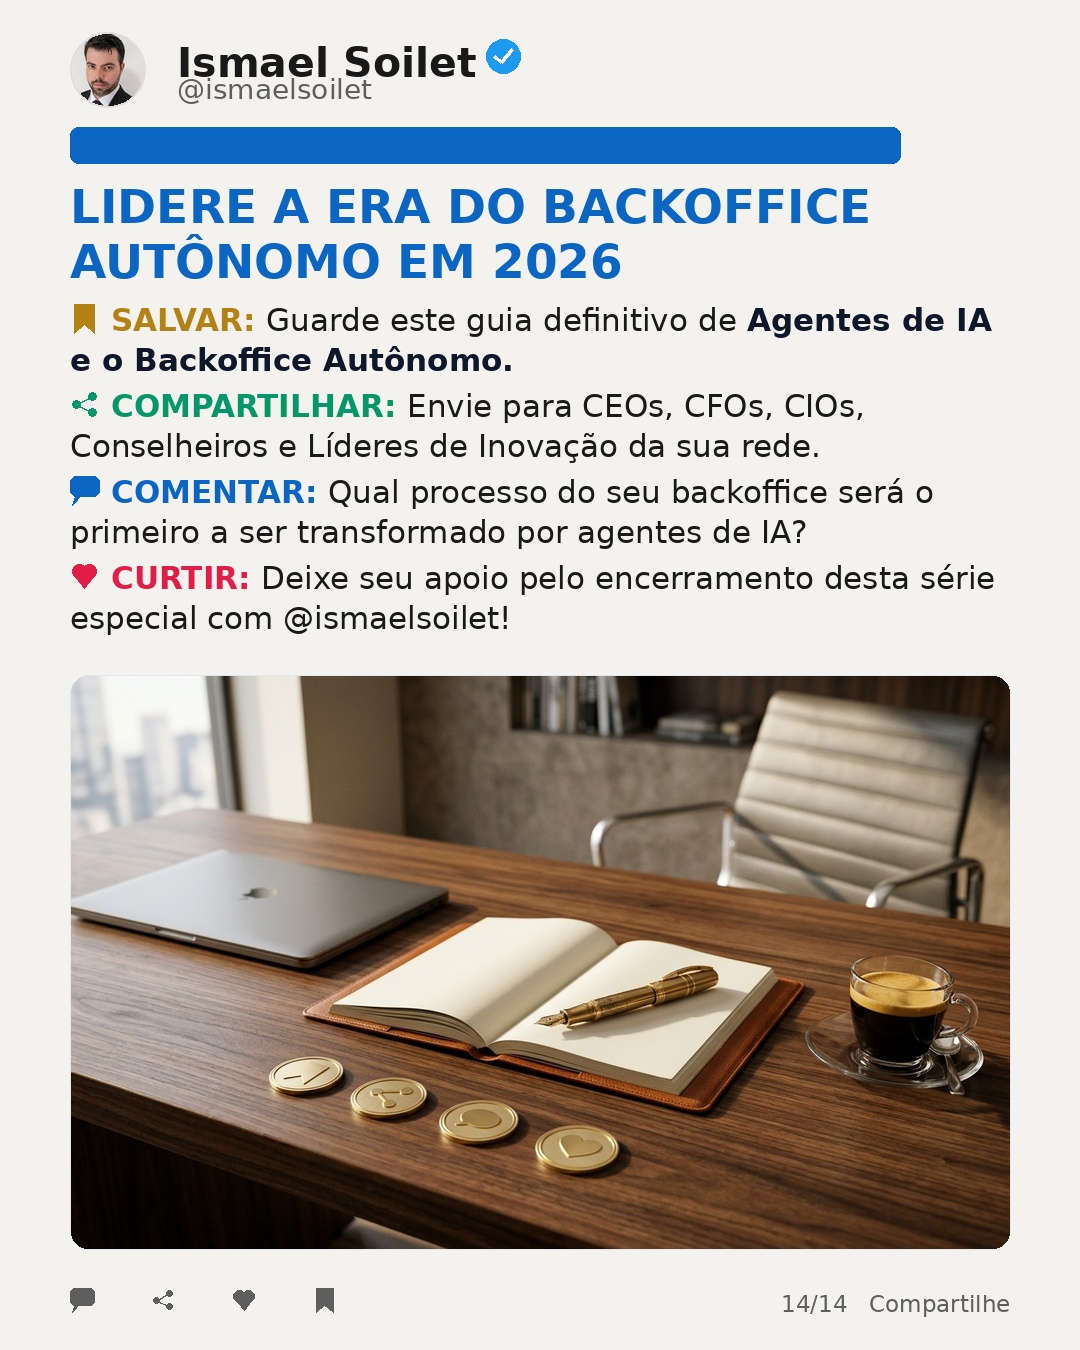 Ismael Soilet
@ismaelsoilet
LIDERE A ERA DO BACKOFFICE
AUTÔNOMO EM 2026
SALVAR: Guarde este guia definitivo de Agentes de IA
e o Backoffice Autônomo.
COMPARTILHAR: Envie para CEOs, CFOs, CIOs,
Conselheiros e Líderes de Inovação da sua rede.
COMENTAR: Qual processo do seu backoffice será o
primeiro a ser transformado por agentes de IA?
CURTIR: Deixe seu apoio pelo encerramento desta série
especial com @ismaelsoilet!
14/14 Compartilhe